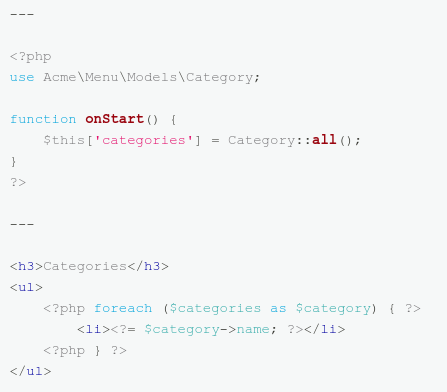 ---
<?php
use Acme\Menu\Models\Category;
function onStart() {
    $this['categories'] = Category::all();
}
?>
---
<h3>Categories</h3>
<ul>
    <?php foreach ($categories as $category) { ?>
        <li><?= $category->name; ?></li>
    <?php } ?>
</ul>